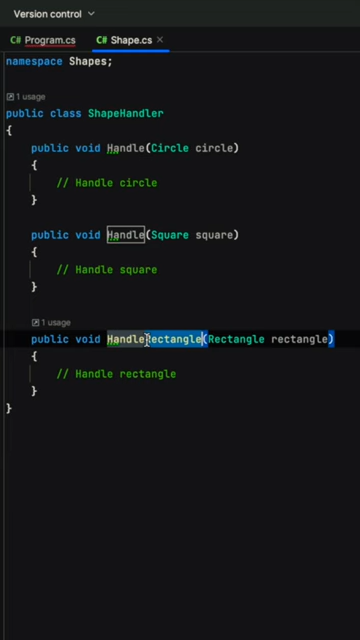 Version control
C# Program.cs
C# Shape.cs
namespace Shapes;
1 usage
public class ShapeHandler
{
public void Handle(Circle circle)
{
// Handle circle
}
public void Handle(Square square)
{
// Handle square
}
1 usage
public void HandleRectangle(Rectangle rectangle)
{
// Handle rectangle
}
}